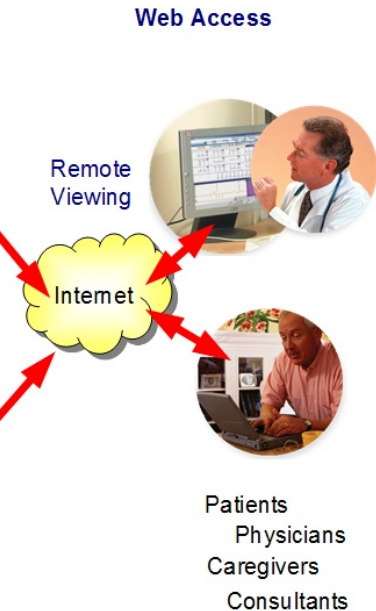 Web Access
Remote
Viewing
Internet
Patients
Physicians
Caregivers
Consultants